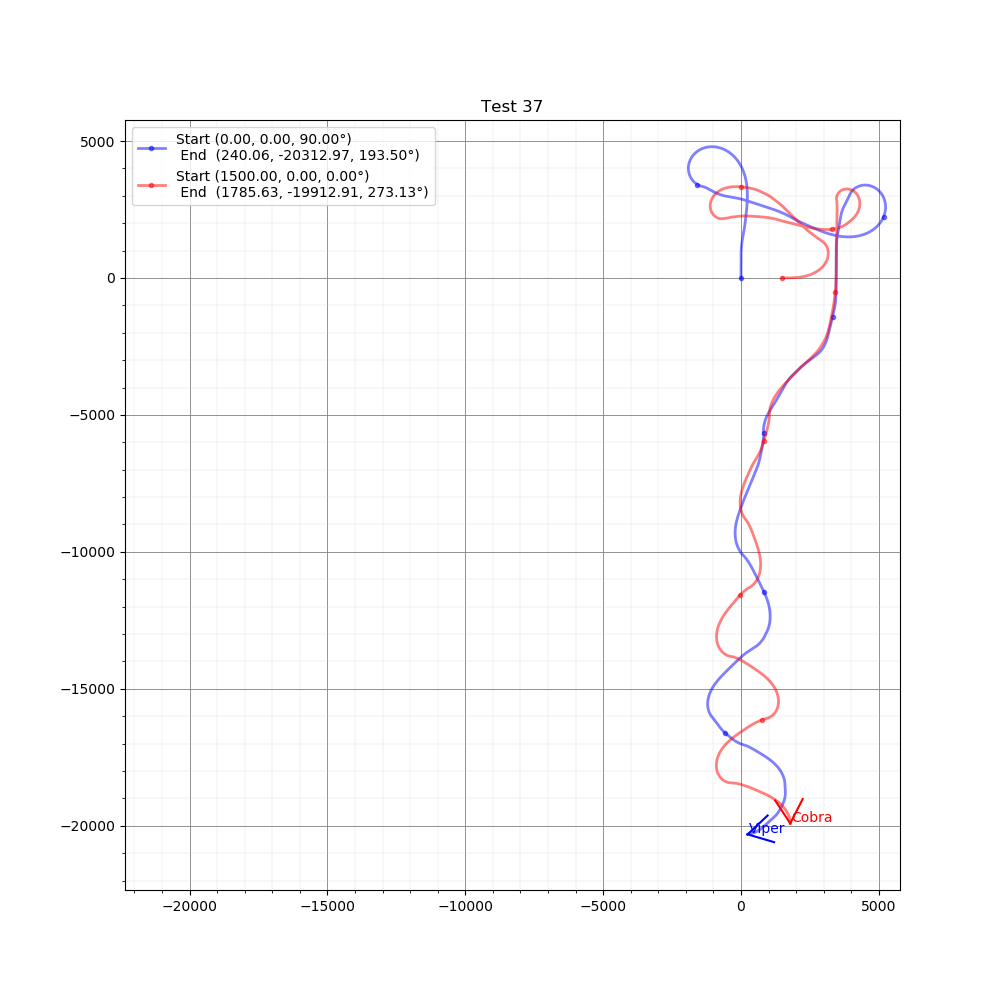 Test 37
Start (0.00, 0.00, 90.00°)
End (240.06, -20312.97, 193.50°)
Start (1500.00, 0.00, 0.00°)
End (1785.63, -19912.91, 273.13°)
5000
0
−5000
−10000
−15000
−20000
Cobra
Viper
−20000 −15000 −10000 −5000 0 5000